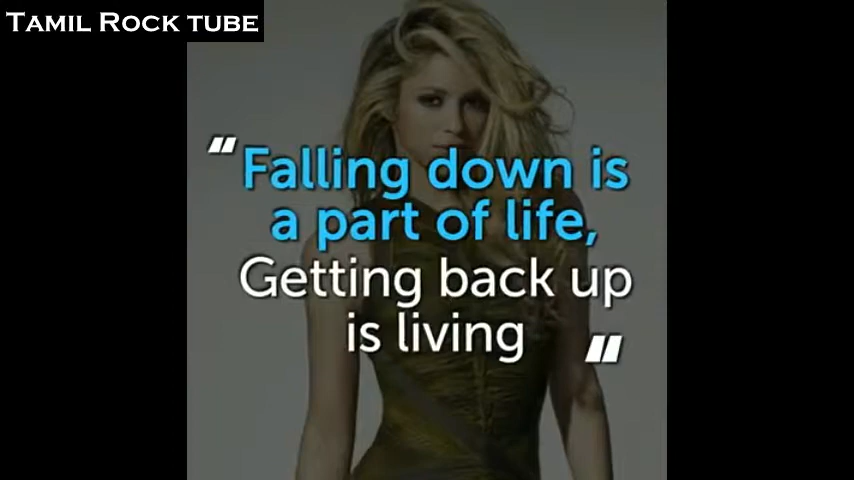 TAMIL ROCK TUBE
"Falling down is
a part of life,
Getting back up
is living"